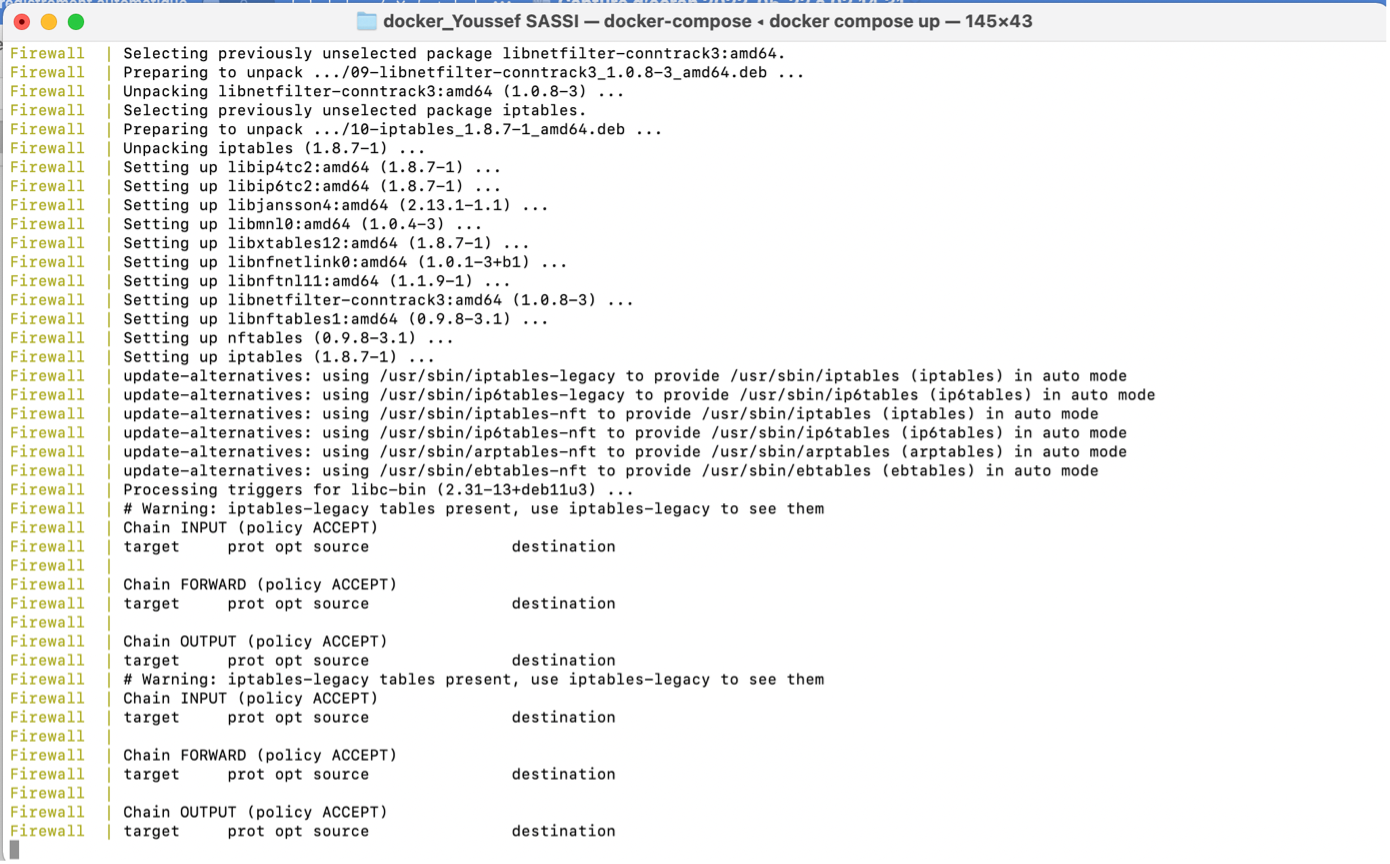 docker_Youssef SASSI — docker-compose ◂ docker compose up — 145×43
Firewall  | Selecting previously unselected package libnetfilter-conntrack3:amd64.
Firewall  | Preparing to unpack .../09-libnetfilter-conntrack3_1.0.8-3_amd64.deb ...
Firewall  | Unpacking libnetfilter-conntrack3:amd64 (1.0.8-3) ...
Firewall  | Selecting previously unselected package iptables.
Firewall  | Preparing to unpack .../10-iptables_1.8.7-1_amd64.deb ...
Firewall  | Unpacking iptables (1.8.7-1) ...
Firewall  | Setting up libip4tc2:amd64 (1.8.7-1) ...
Firewall  | Setting up libip6tc2:amd64 (1.8.7-1) ...
Firewall  | Setting up libjansson4:amd64 (2.13.1-1.1) ...
Firewall  | Setting up libmnl0:amd64 (1.0.4-3) ...
Firewall  | Setting up libxtables12:amd64 (1.8.7-1) ...
Firewall  | Setting up libnfnetlink0:amd64 (1.0.1-3+b1) ...
Firewall  | Setting up libnftnl11:amd64 (1.1.9-1) ...
Firewall  | Setting up libnetfilter-conntrack3:amd64 (1.0.8-3) ...
Firewall  | Setting up libnftables1:amd64 (0.9.8-3.1) ...
Firewall  | Setting up nftables (0.9.8-3.1) ...
Firewall  | Setting up iptables (1.8.7-1) ...
Firewall  | update-alternatives: using /usr/sbin/iptables-legacy to provide /usr/sbin/iptables (iptables) in auto mode
Firewall  | update-alternatives: using /usr/sbin/ip6tables-legacy to provide /usr/sbin/ip6tables (ip6tables) in auto mode
Firewall  | update-alternatives: using /usr/sbin/iptables-nft to provide /usr/sbin/iptables (iptables) in auto mode
Firewall  | update-alternatives: using /usr/sbin/ip6tables-nft to provide /usr/sbin/ip6tables (ip6tables) in auto mode
Firewall  | update-alternatives: using /usr/sbin/arptables-nft to provide /usr/sbin/arptables (arptables) in auto mode
Firewall  | update-alternatives: using /usr/sbin/ebtables-nft to provide /usr/sbin/ebtables (ebtables) in auto mode
Firewall  | Processing triggers for libc-bin (2.31-13+deb11u3) ...
Firewall  | # Warning: iptables-legacy tables present, use iptables-legacy to see them
Firewall  | Chain INPUT (policy ACCEPT)
Firewall  | target     prot opt source               destination
Firewall  |
Firewall  | Chain FORWARD (policy ACCEPT)
Firewall  | target     prot opt source               destination
Firewall  |
Firewall  | Chain OUTPUT (policy ACCEPT)
Firewall  | target     prot opt source               destination
Firewall  | # Warning: iptables-legacy tables present, use iptables-legacy to see them
Firewall  | Chain INPUT (policy ACCEPT)
Firewall  | target     prot opt source               destination
Firewall  |
Firewall  | Chain FORWARD (policy ACCEPT)
Firewall  | target     prot opt source               destination
Firewall  |
Firewall  | Chain OUTPUT (policy ACCEPT)
Firewall  | target     prot opt source               destination